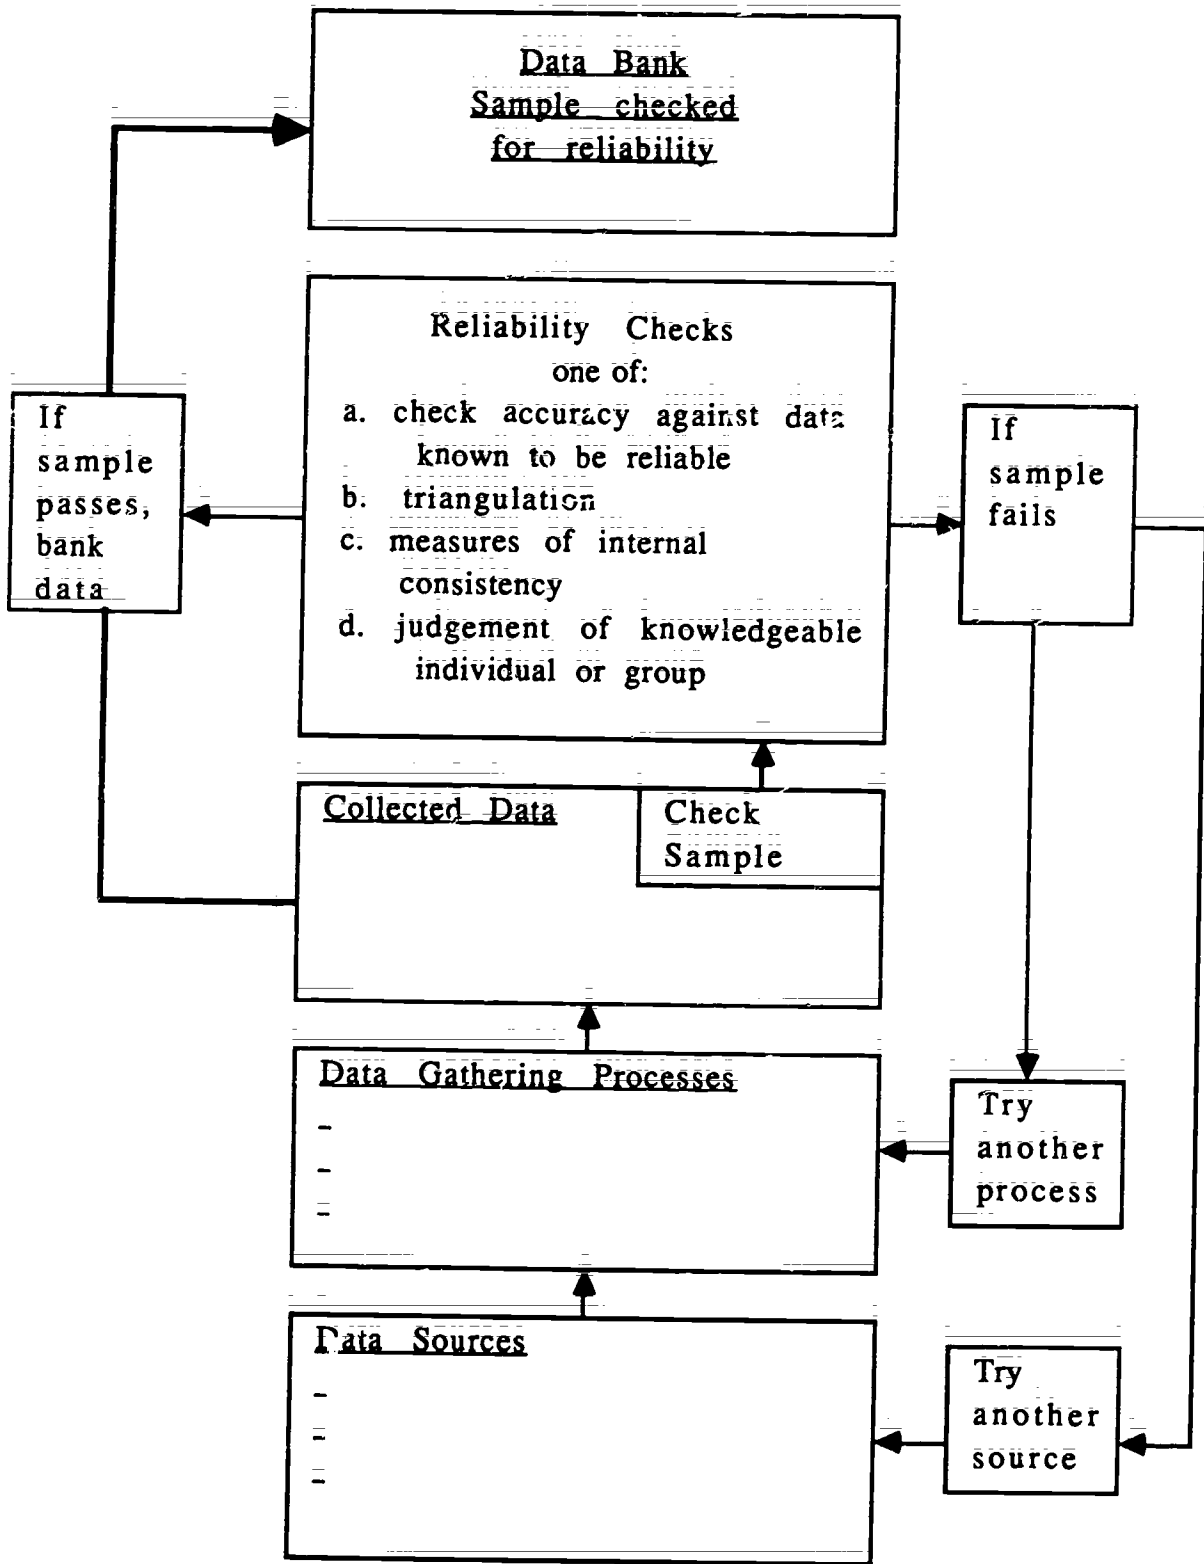 Data Bank
Sample checked
for reliability
Reliability Checks
one of:
a. check accuracy against data
known to be reliable
b. triangulation
c. measures of internal
consistency
d. judgement of knowledgeable
individual or group
If
sample
passes,
bank
data
If
sample
fails
Collected Data
Check
Sample
Data Gathering Processes
-
-
-
Try
another
process
Data Sources
-
-
-
Try
another
source